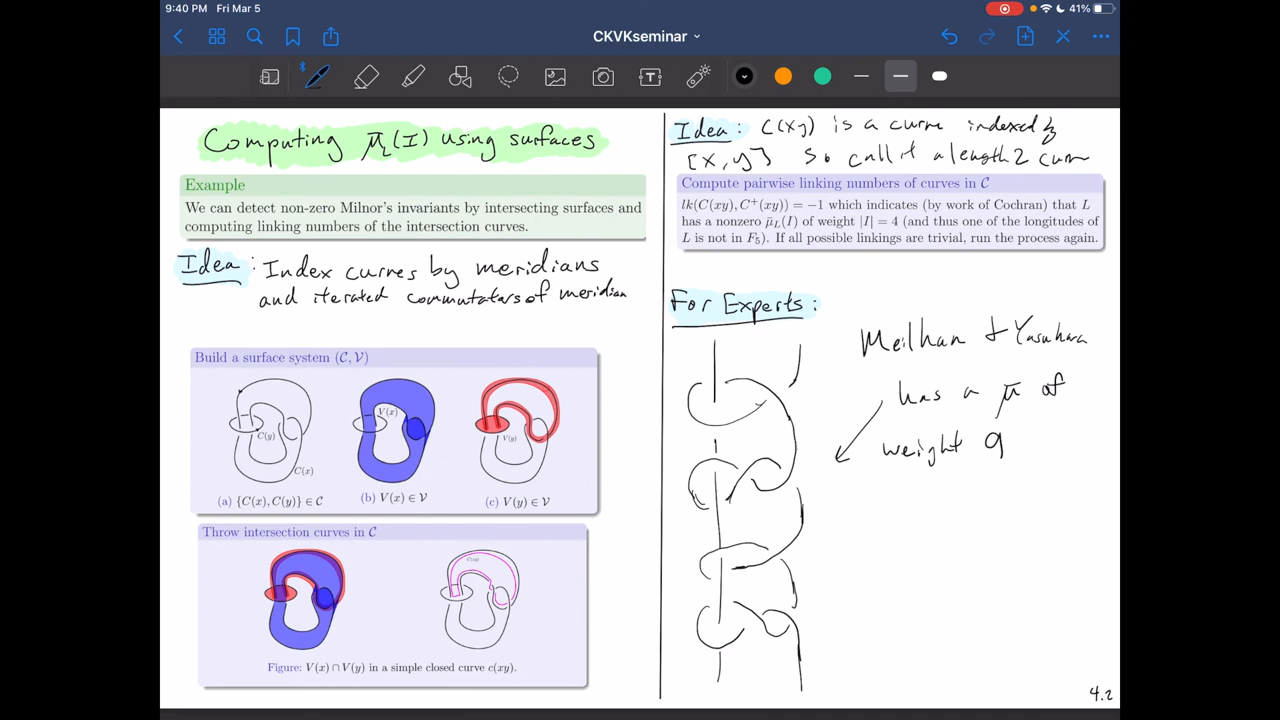 9:40 PM Fri Mar 5
41%
CKVKseminar
Computing μ̄_L(I) using surfaces
Example
We can detect non-zero Milnor's invariants by intersecting surfaces and
computing linking numbers of the intersection curves.
Idea: Index curves by meridians
and iterated commutators of meridian
Build a surface system (C, V)
C(y)
C(x)
V(x)
V(y)
(a) {C(x), C(y)} ∈ C
(b) V(x) ∈ V
(c) V(y) ∈ V
Throw intersection curves in C
C(xy)
Figure: V(x) ∩ V(y) in a simple closed curve c(xy).
Idea: C(xy) is a curve indexed by
[x,y] so call it a length 2 curve
Compute pairwise linking numbers of curves in C
lk(C(xy), C⁺(xy)) = −1 which indicates (by work of Cochran) that L
has a nonzero μ̄_L(I) of weight |I| = 4 (and thus one of the longitudes of
L is not in F₅). If all possible linkings are trivial, run the process again.
For Experts:
Meilhan + Yasuhara
has a μ̄ of
weight 9
4.2